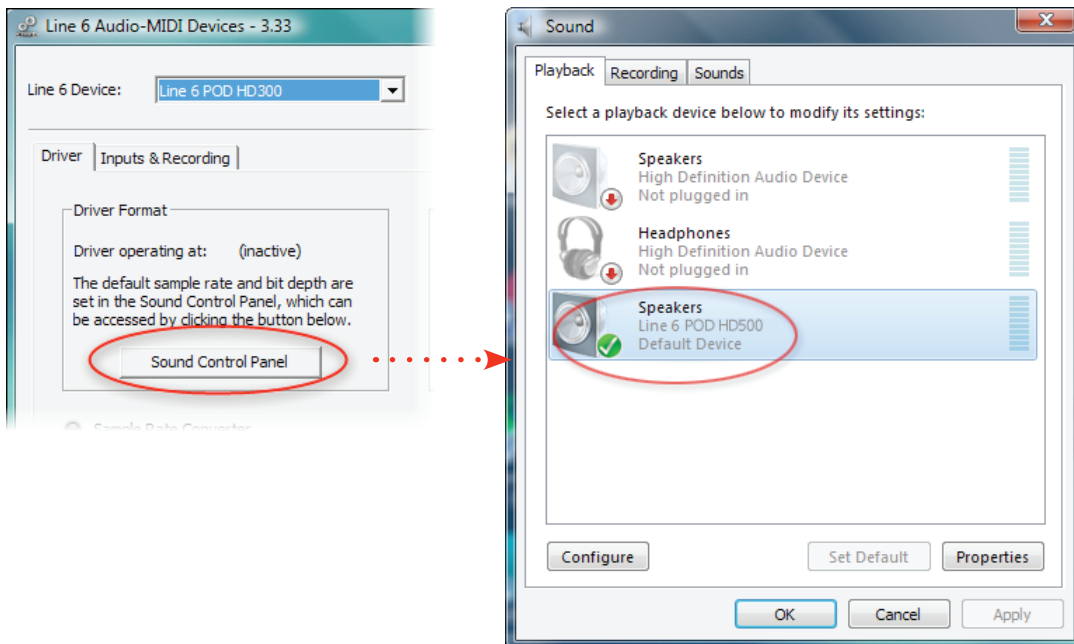 Line 6 Audio-MIDI Devices - 3.33
Line 6 Device:
Line 6 POD HD300
Driver
Inputs & Recording
Driver Format
Driver operating at: (inactive)
The default sample rate and bit depth are
set in the Sound Control Panel, which can
be accessed by clicking the button below.
Sound Control Panel
Sample Rate Converter
Sound
Playback
Recording
Sounds
Select a playback device below to modify its settings:
Speakers
High Definition Audio Device
Not plugged in
Headphones
High Definition Audio Device
Not plugged in
Speakers
Line 6 POD HD500
Default Device
Configure
Set Default
Properties
OK
Cancel
Apply